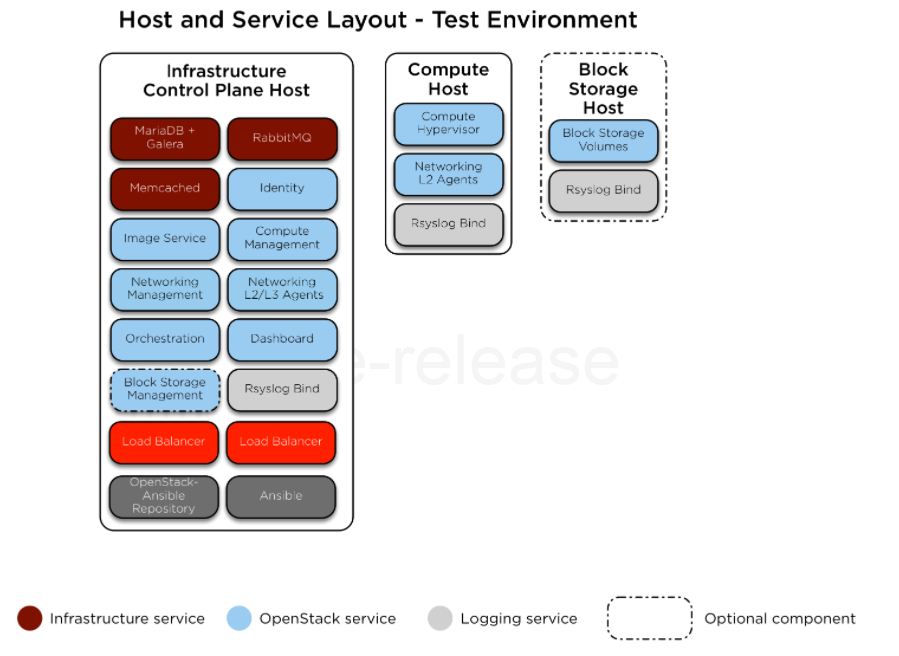 Host and Service Layout - Test Environment
Infrastructure
Control Plane Host
MariaDB +
Galera
RabbitMQ
Memcached
Identity
Image Service
Compute
Management
Networking
Management
Networking
L2/L3 Agents
Orchestration
Dashboard
Block Storage
Management
Rsyslog Bind
Load Balancer
Load Balancer
OpenStack-
Ansible
Repository
Ansible
Compute
Host
Compute
Hypervisor
Networking
L2 Agents
Rsyslog Bind
Block
Storage
Host
Block Storage
Volumes
Rsyslog Bind
e-release
Infrastructure service
OpenStack service
Logging service
Optional component